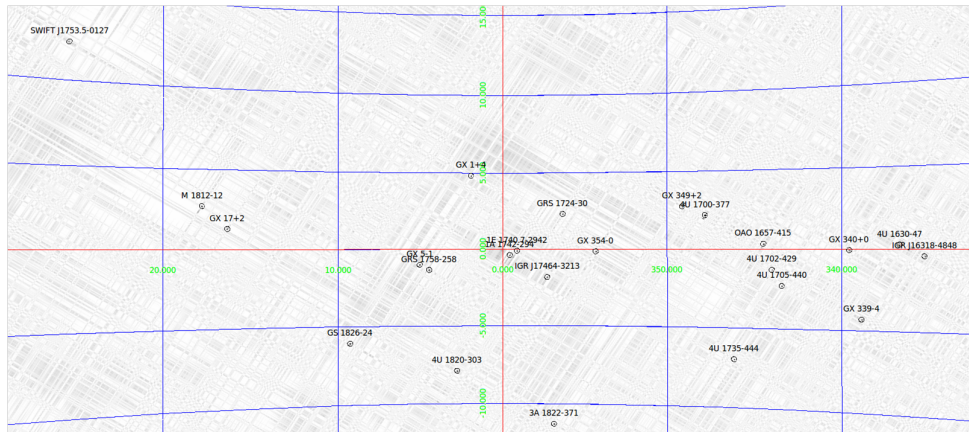 15.00
SWIFT J1753.5-0127
10.000
GX 1+4
5.000
M 1812-12
GRS 1724-30
GX 349+2
4U 1700-377
GX 17+2
OAO 1657-415
4U 1630-47
1E 1740.7-2942
GX 354-0
GX 340+0
1A 1742-294
IGR J16318-4848
0.000
GX 5-1
GRS 1758-258
4U 1702-429
20.000
10.000
0.000
IGR J17464-3213
350.000
340.000
4U 1705-440
GX 339-4
-5.000
GS 1826-24
4U 1735-444
4U 1820-303
-10.000
3A 1822-371